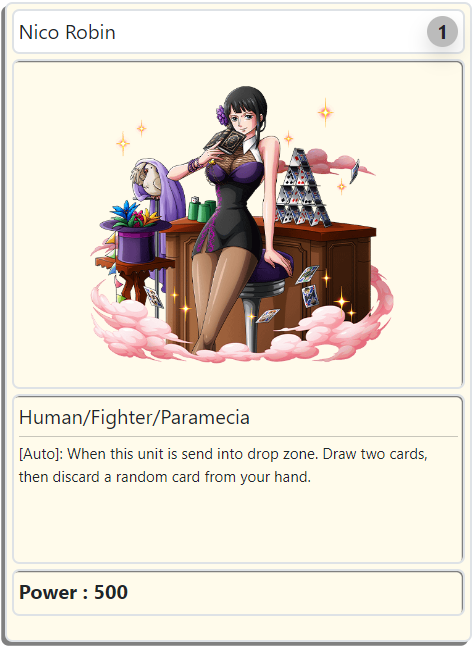 Nico Robin
1
Human/Fighter/Paramecia
[Auto]: When this unit is send into drop zone. Draw two cards,
then discard a random card from your hand.
Power : 500